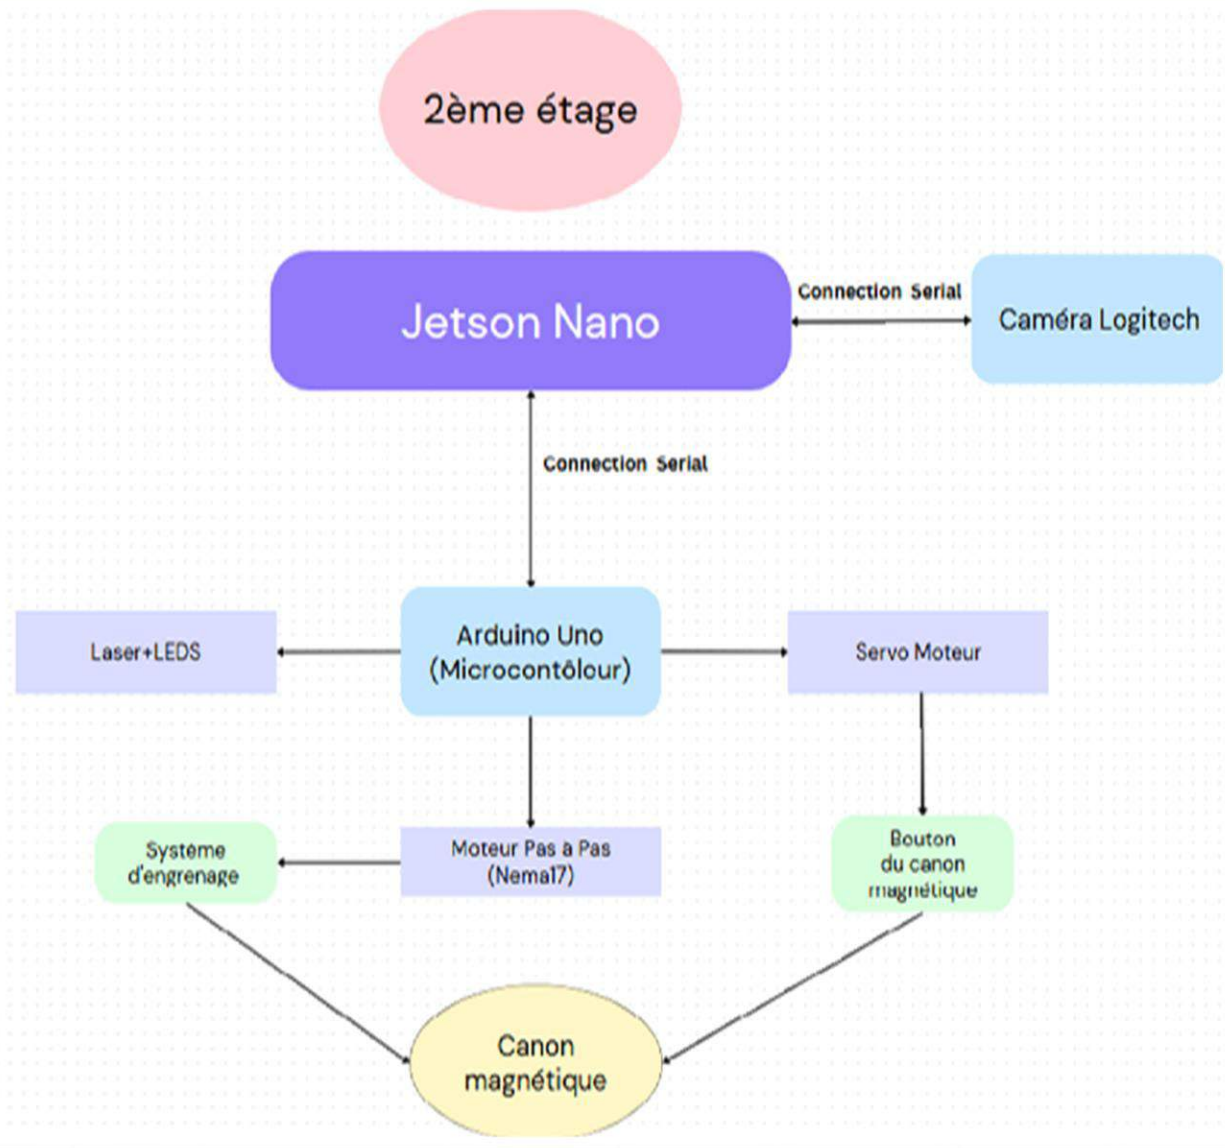 2ème étage
Jetson Nano
Connection Serial
Caméra Logitech
Connection Serial
Laser+LEDS
Arduino Uno
(Microcontôlour)
Servo Moteur
Système
d'engrenage
Moteur Pas à Pas
(Nema17)
Bouton
du canon
magnétique
Canon
magnétique